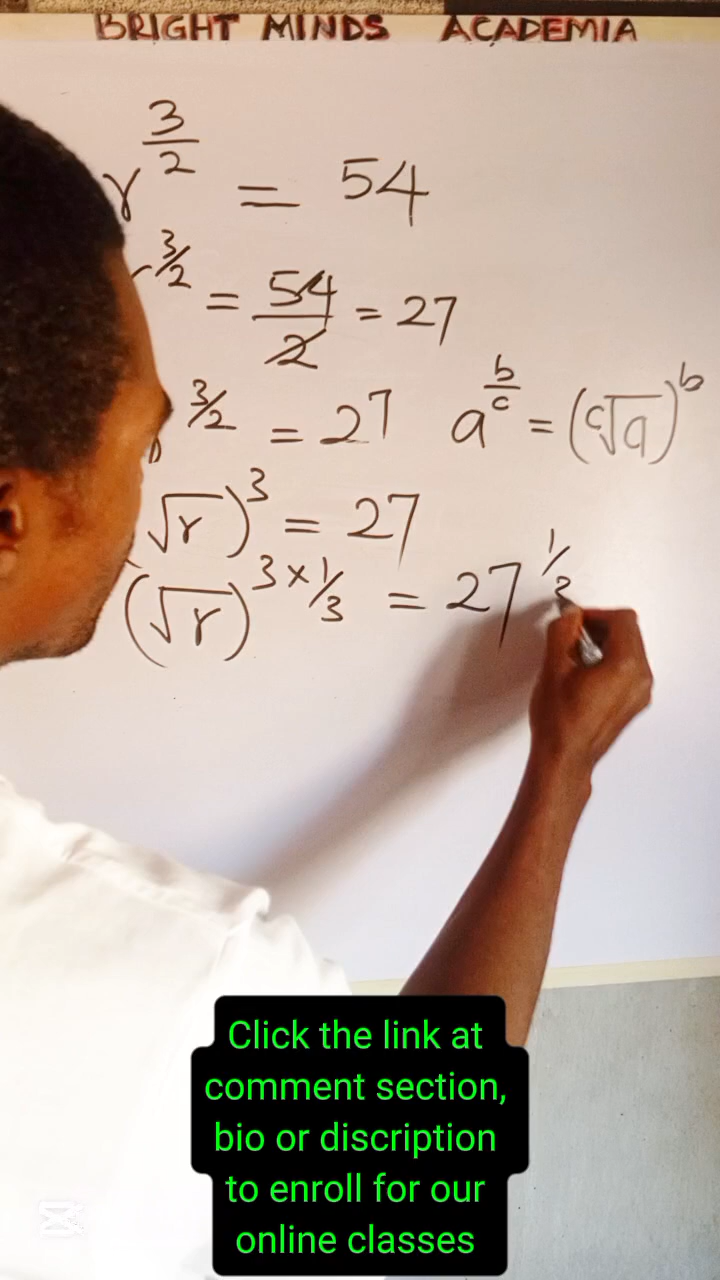 BRIGHT MINDS ACADEMIA
r^(3/2) = 54
r^(3/2) = 54/2 = 27
r^(3/2) = 27 a^(b/c) = (ᶜ√a)^b
√r)^3 = 27
(√r)^(3×1/3) = 27^(1/3
Click the link at
comment section,
bio or discription
to enroll for our
online classes